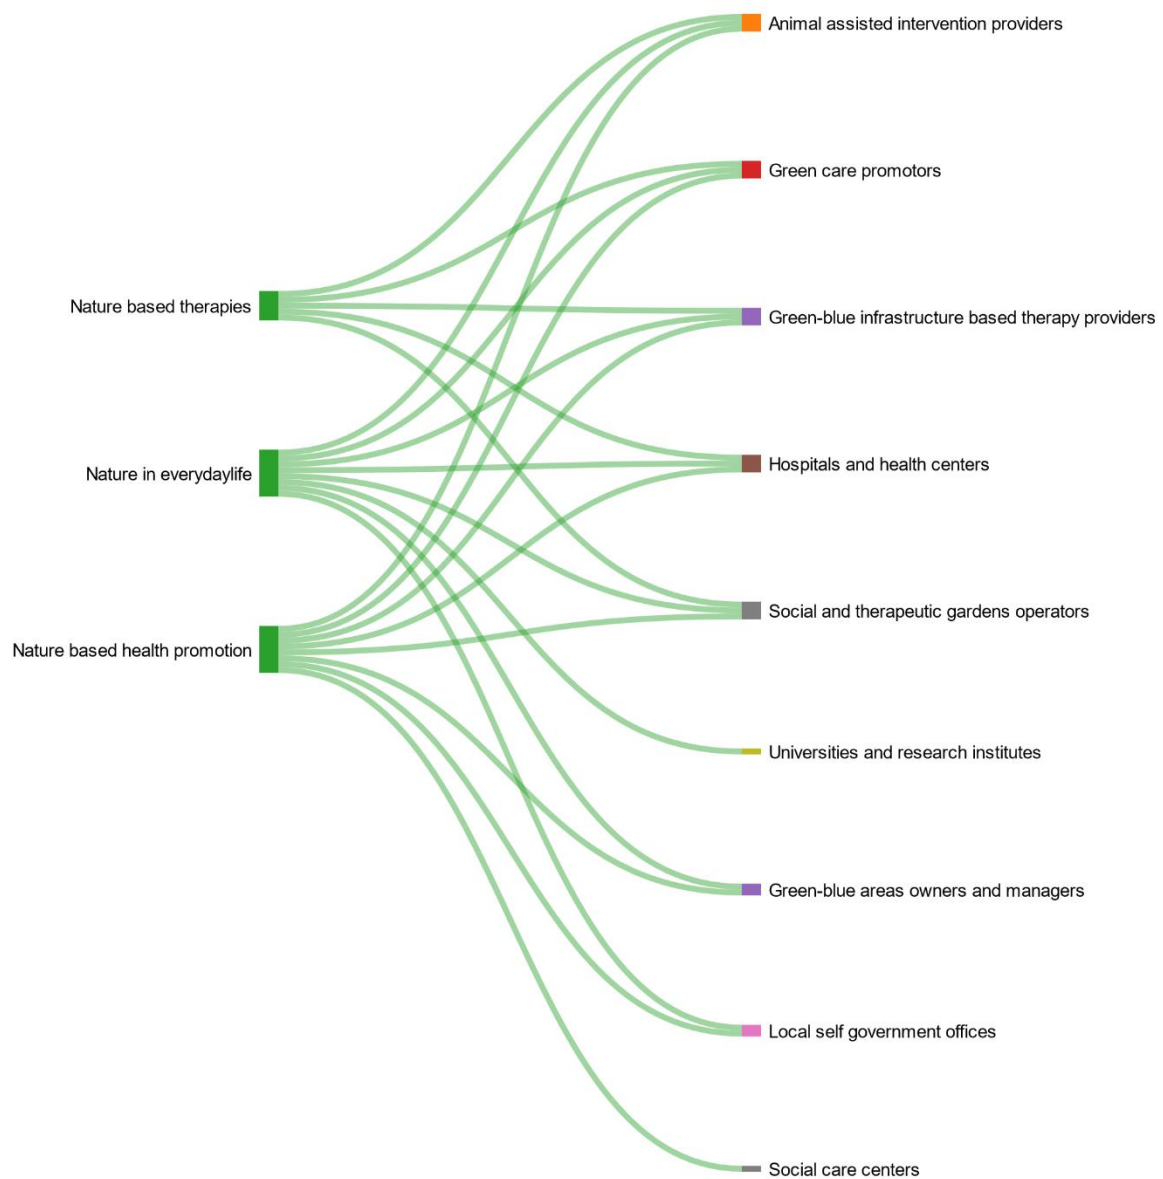 Animal assisted intervention providers
Green care promotors
Nature based therapies
Green-blue infrastructure based therapy providers
Nature in everydaylife
Hospitals and health centers
Social and therapeutic gardens operators
Nature based health promotion
Universities and research institutes
Green-blue areas owners and managers
Local self government offices
Social care centers